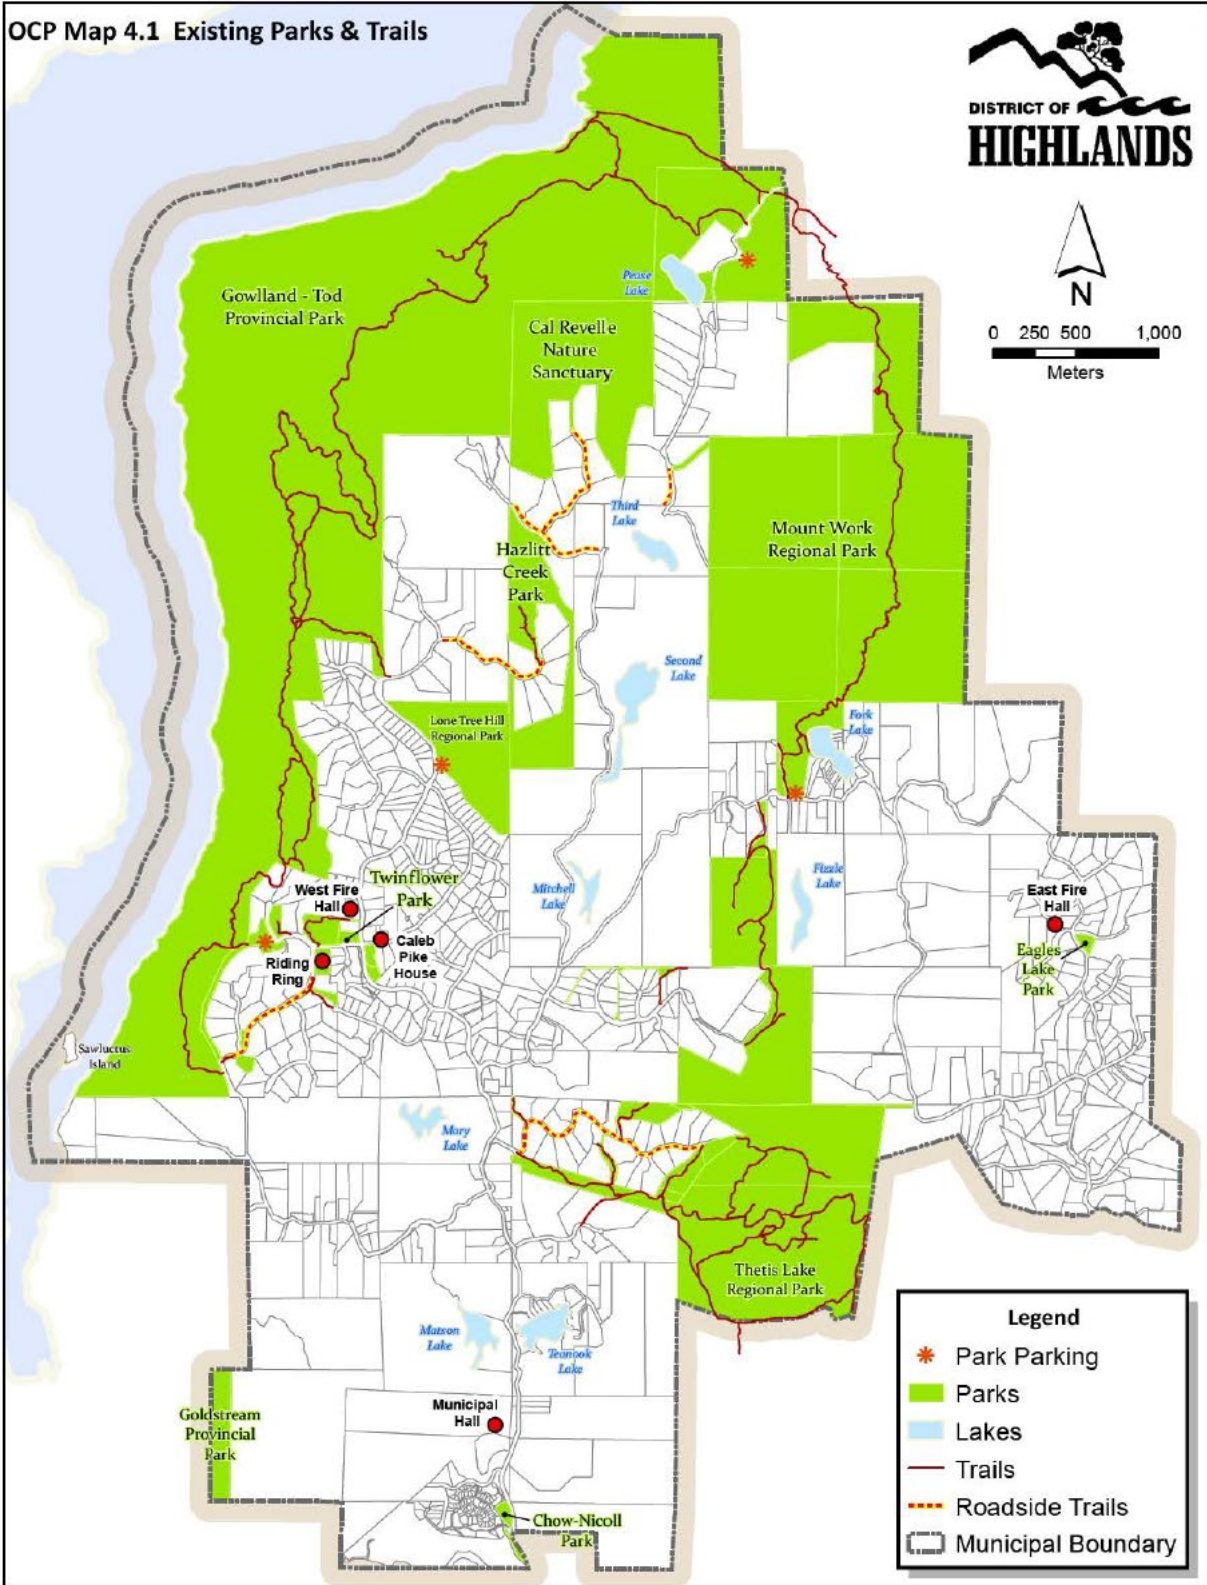 OCP Map 4.1 Existing Parks & Trails
DISTRICT OF
HIGHLANDS
N
0 250 500 1,000
Meters
Pease
Lake
Gowlland - Tod
Provincial Park
Cal Revelle
Nature
Sanctuary
Third
Lake
Mount Work
Regional Park
Hazlitt
Creek
Park
Second
Lake
Lone Tree Hill
Regional Park
Fork
Lake
Twinflower
Park
West Fire
Hall
Mitchell
Lake
Fizzle
Lake
East Fire
Hall
Caleb
Pike
House
Riding
Ring
Eagles
Lake
Park
Sawluctus
Island
Mary
Lake
Thetis Lake
Regional Park
Matson
Lake
Teanook
Lake
Municipal
Hall
Goldstream
Provincial
Park
Chow-Nicoll
Park
Legend
Park Parking
Parks
Lakes
Trails
Roadside Trails
Municipal Boundary